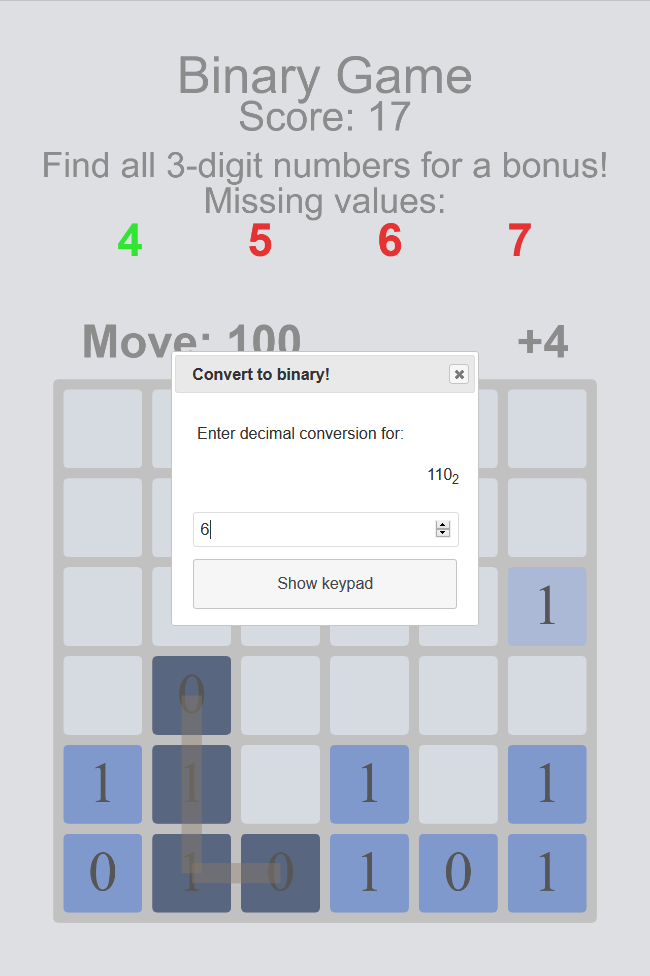 Binary Game
Score: 17
Find all 3-digit numbers for a bonus!
Missing values:
4 5 6 7
Move: 100 +4
Convert to binary!
Enter decimal conversion for:
110₂
6
Show keypad
1
0
1 1 1 1
0 1 0 1 0 1